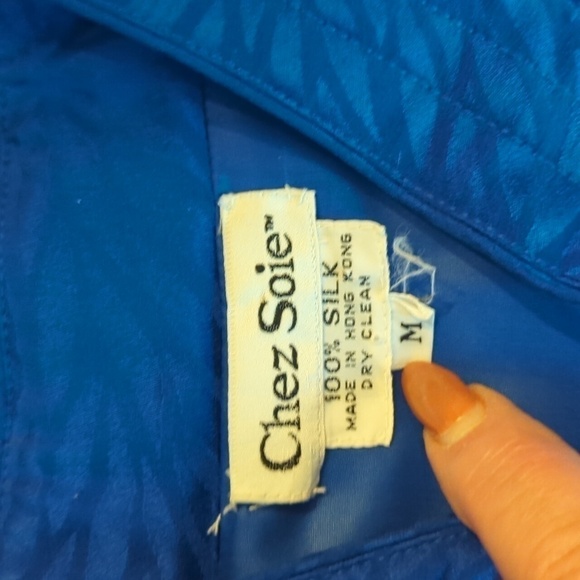 Chez Soie™
100% SILK
MADE IN HONG KONG
DRY CLEAN
M